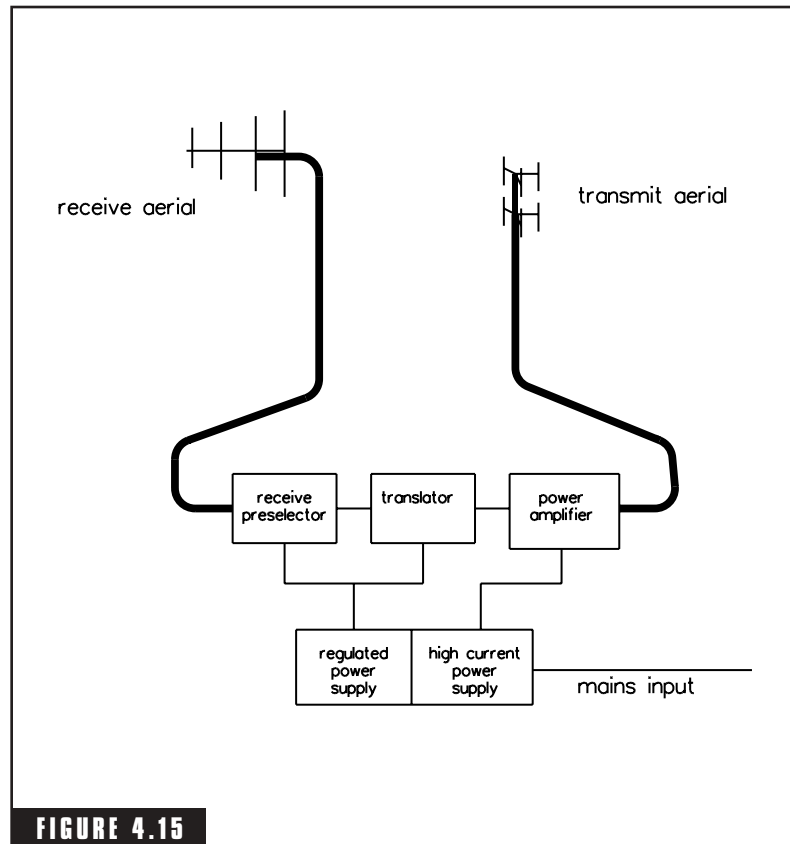 receive aerial
transmit aerial
receive
preselector
translator
power
amplifier
regulated
power
supply
high current
power
supply
mains input
FIGURE 4.15